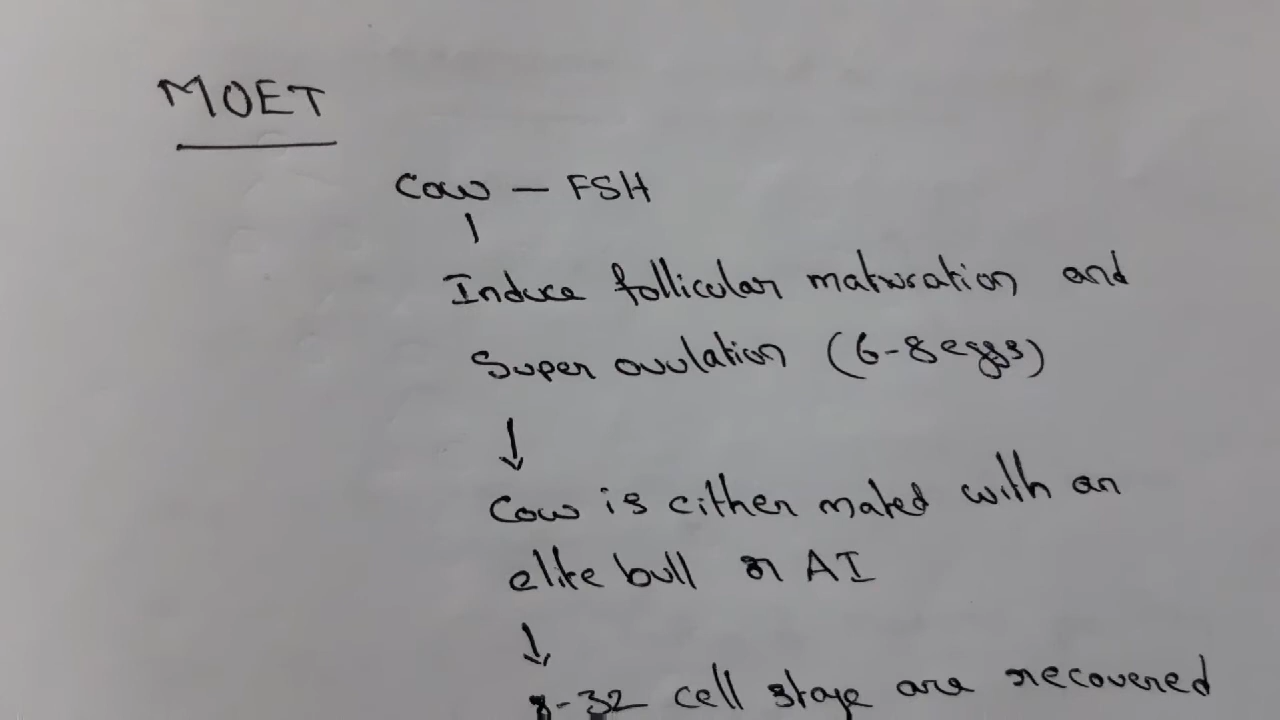 MOET
Cow — FSH
Induce follicular maturation and
Super ovulation (6-8 eggs)
Cow is either mated with an
elite bull or AI
8-32 cell stage are recovered